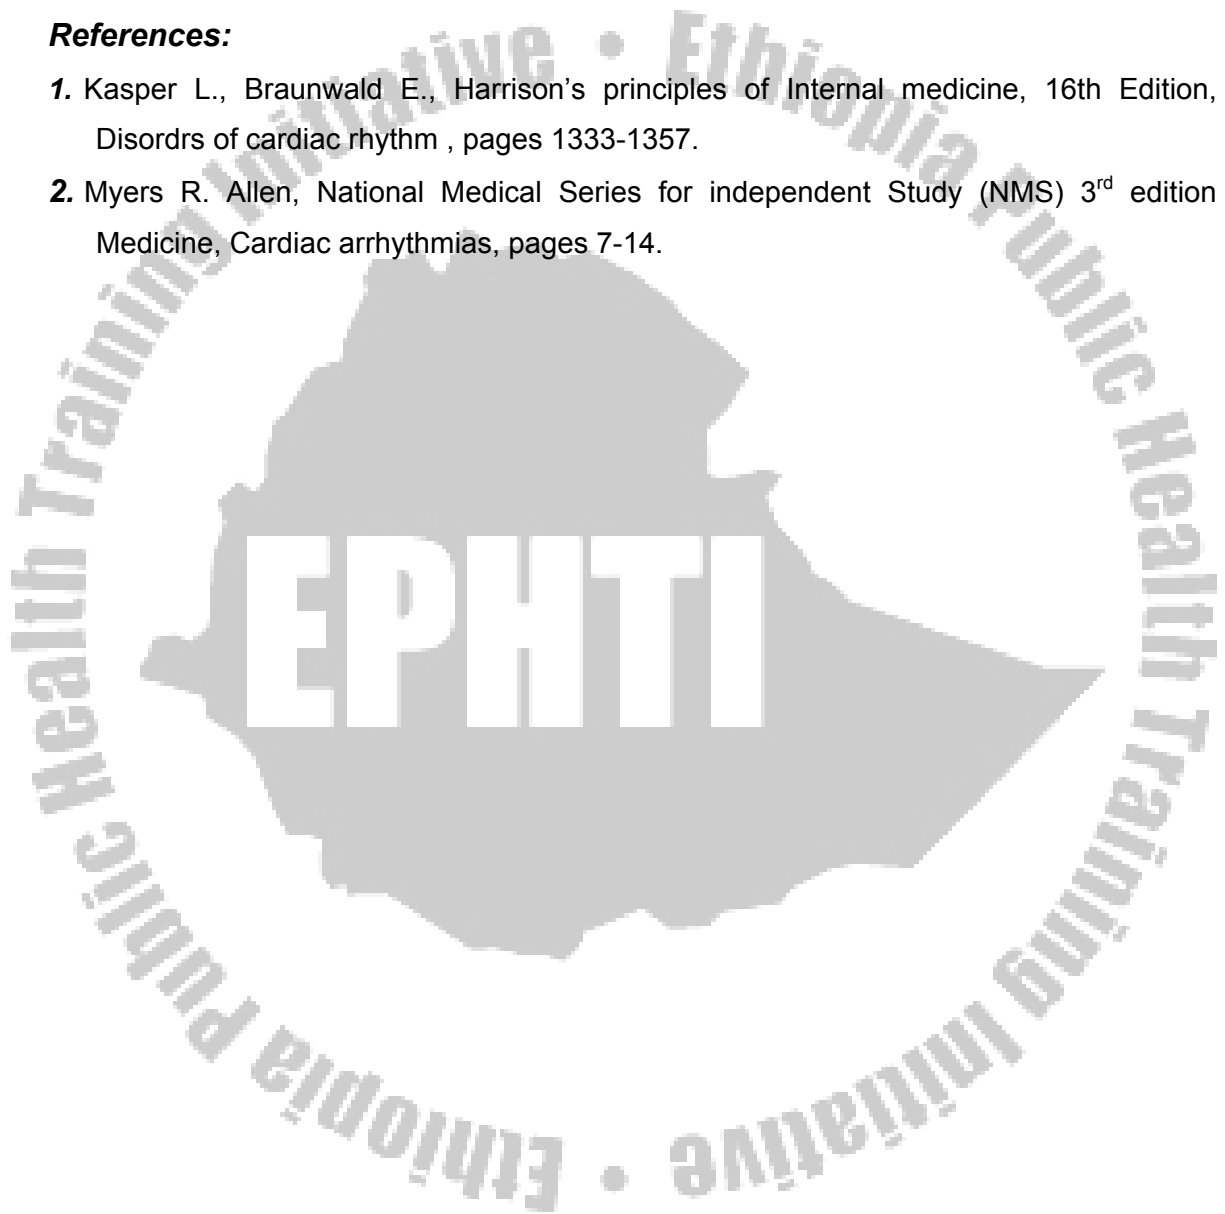 References:
1. Kasper L., Braunwald E., Harrison’s principles of Internal medicine, 16th Edition,
Disordrs of cardiac rhythm , pages 1333-1357.
2. Myers R. Allen, National Medical Series for independent Study (NMS) 3rd edition
Medicine, Cardiac arrhythmias, pages 7-14.
Ethiopia Public Health Training Initiative • Ethiopia Public Health Training Initiative •
EPHTI